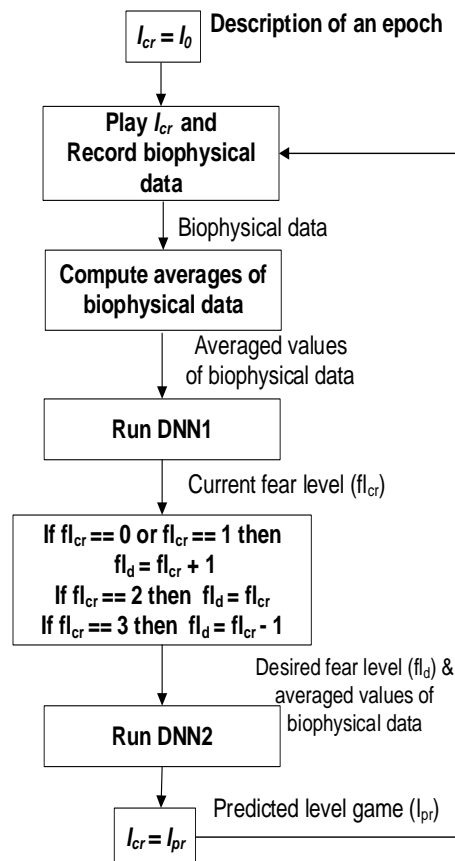 Description of an epoch
l_cr = l_0
Play l_cr and
Record biophysical
data
Biophysical data
Compute averages of
biophysical data
Averaged values
of biophysical data
Run DNN1
Current fear level (fl_cr)
If fl_cr == 0 or fl_cr == 1 then
fl_d = fl_cr + 1
If fl_cr == 2 then fl_d = fl_cr
If fl_cr == 3 then fl_d = fl_cr - 1
Desired fear level (fl_d) &
averaged values of
biophysical data
Run DNN2
Predicted level game (l_pr)
l_cr = l_pr